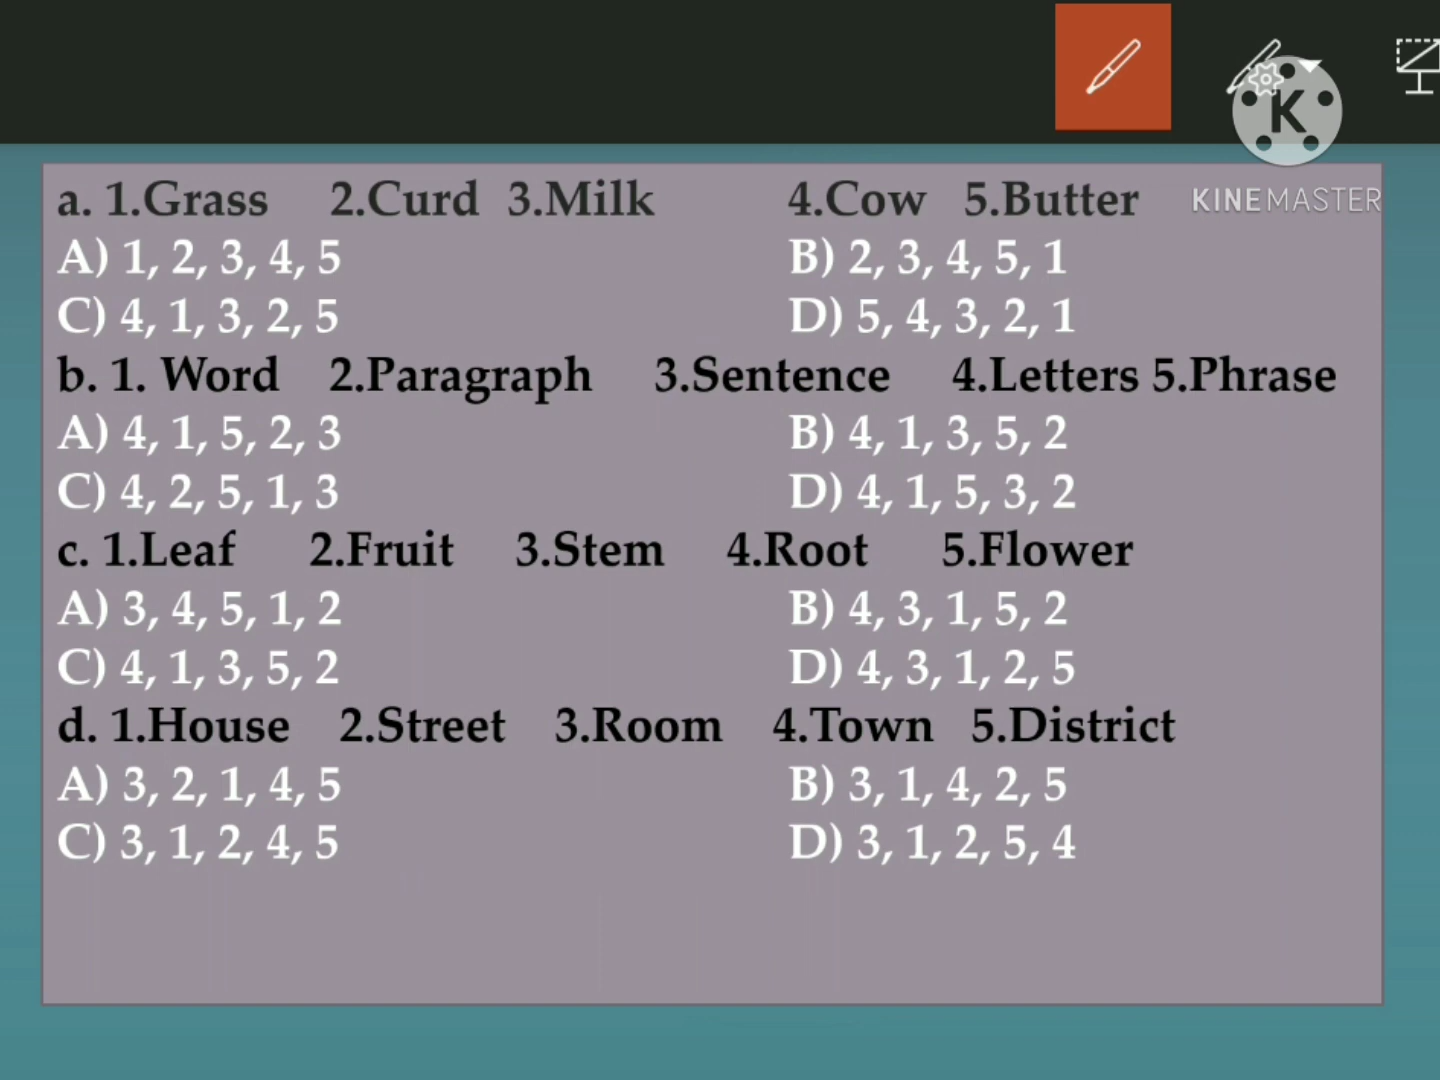 K
KINEMASTER
a. 1.Grass 2.Curd 3.Milk 4.Cow 5.Butter
A) 1, 2, 3, 4, 5 B) 2, 3, 4, 5, 1
C) 4, 1, 3, 2, 5 D) 5, 4, 3, 2, 1
b. 1. Word 2.Paragraph 3.Sentence 4.Letters 5.Phrase
A) 4, 1, 5, 2, 3 B) 4, 1, 3, 5, 2
C) 4, 2, 5, 1, 3 D) 4, 1, 5, 3, 2
c. 1.Leaf 2.Fruit 3.Stem 4.Root 5.Flower
A) 3, 4, 5, 1, 2 B) 4, 3, 1, 5, 2
C) 4, 1, 3, 5, 2 D) 4, 3, 1, 2, 5
d. 1.House 2.Street 3.Room 4.Town 5.District
A) 3, 2, 1, 4, 5 B) 3, 1, 4, 2, 5
C) 3, 1, 2, 4, 5 D) 3, 1, 2, 5, 4